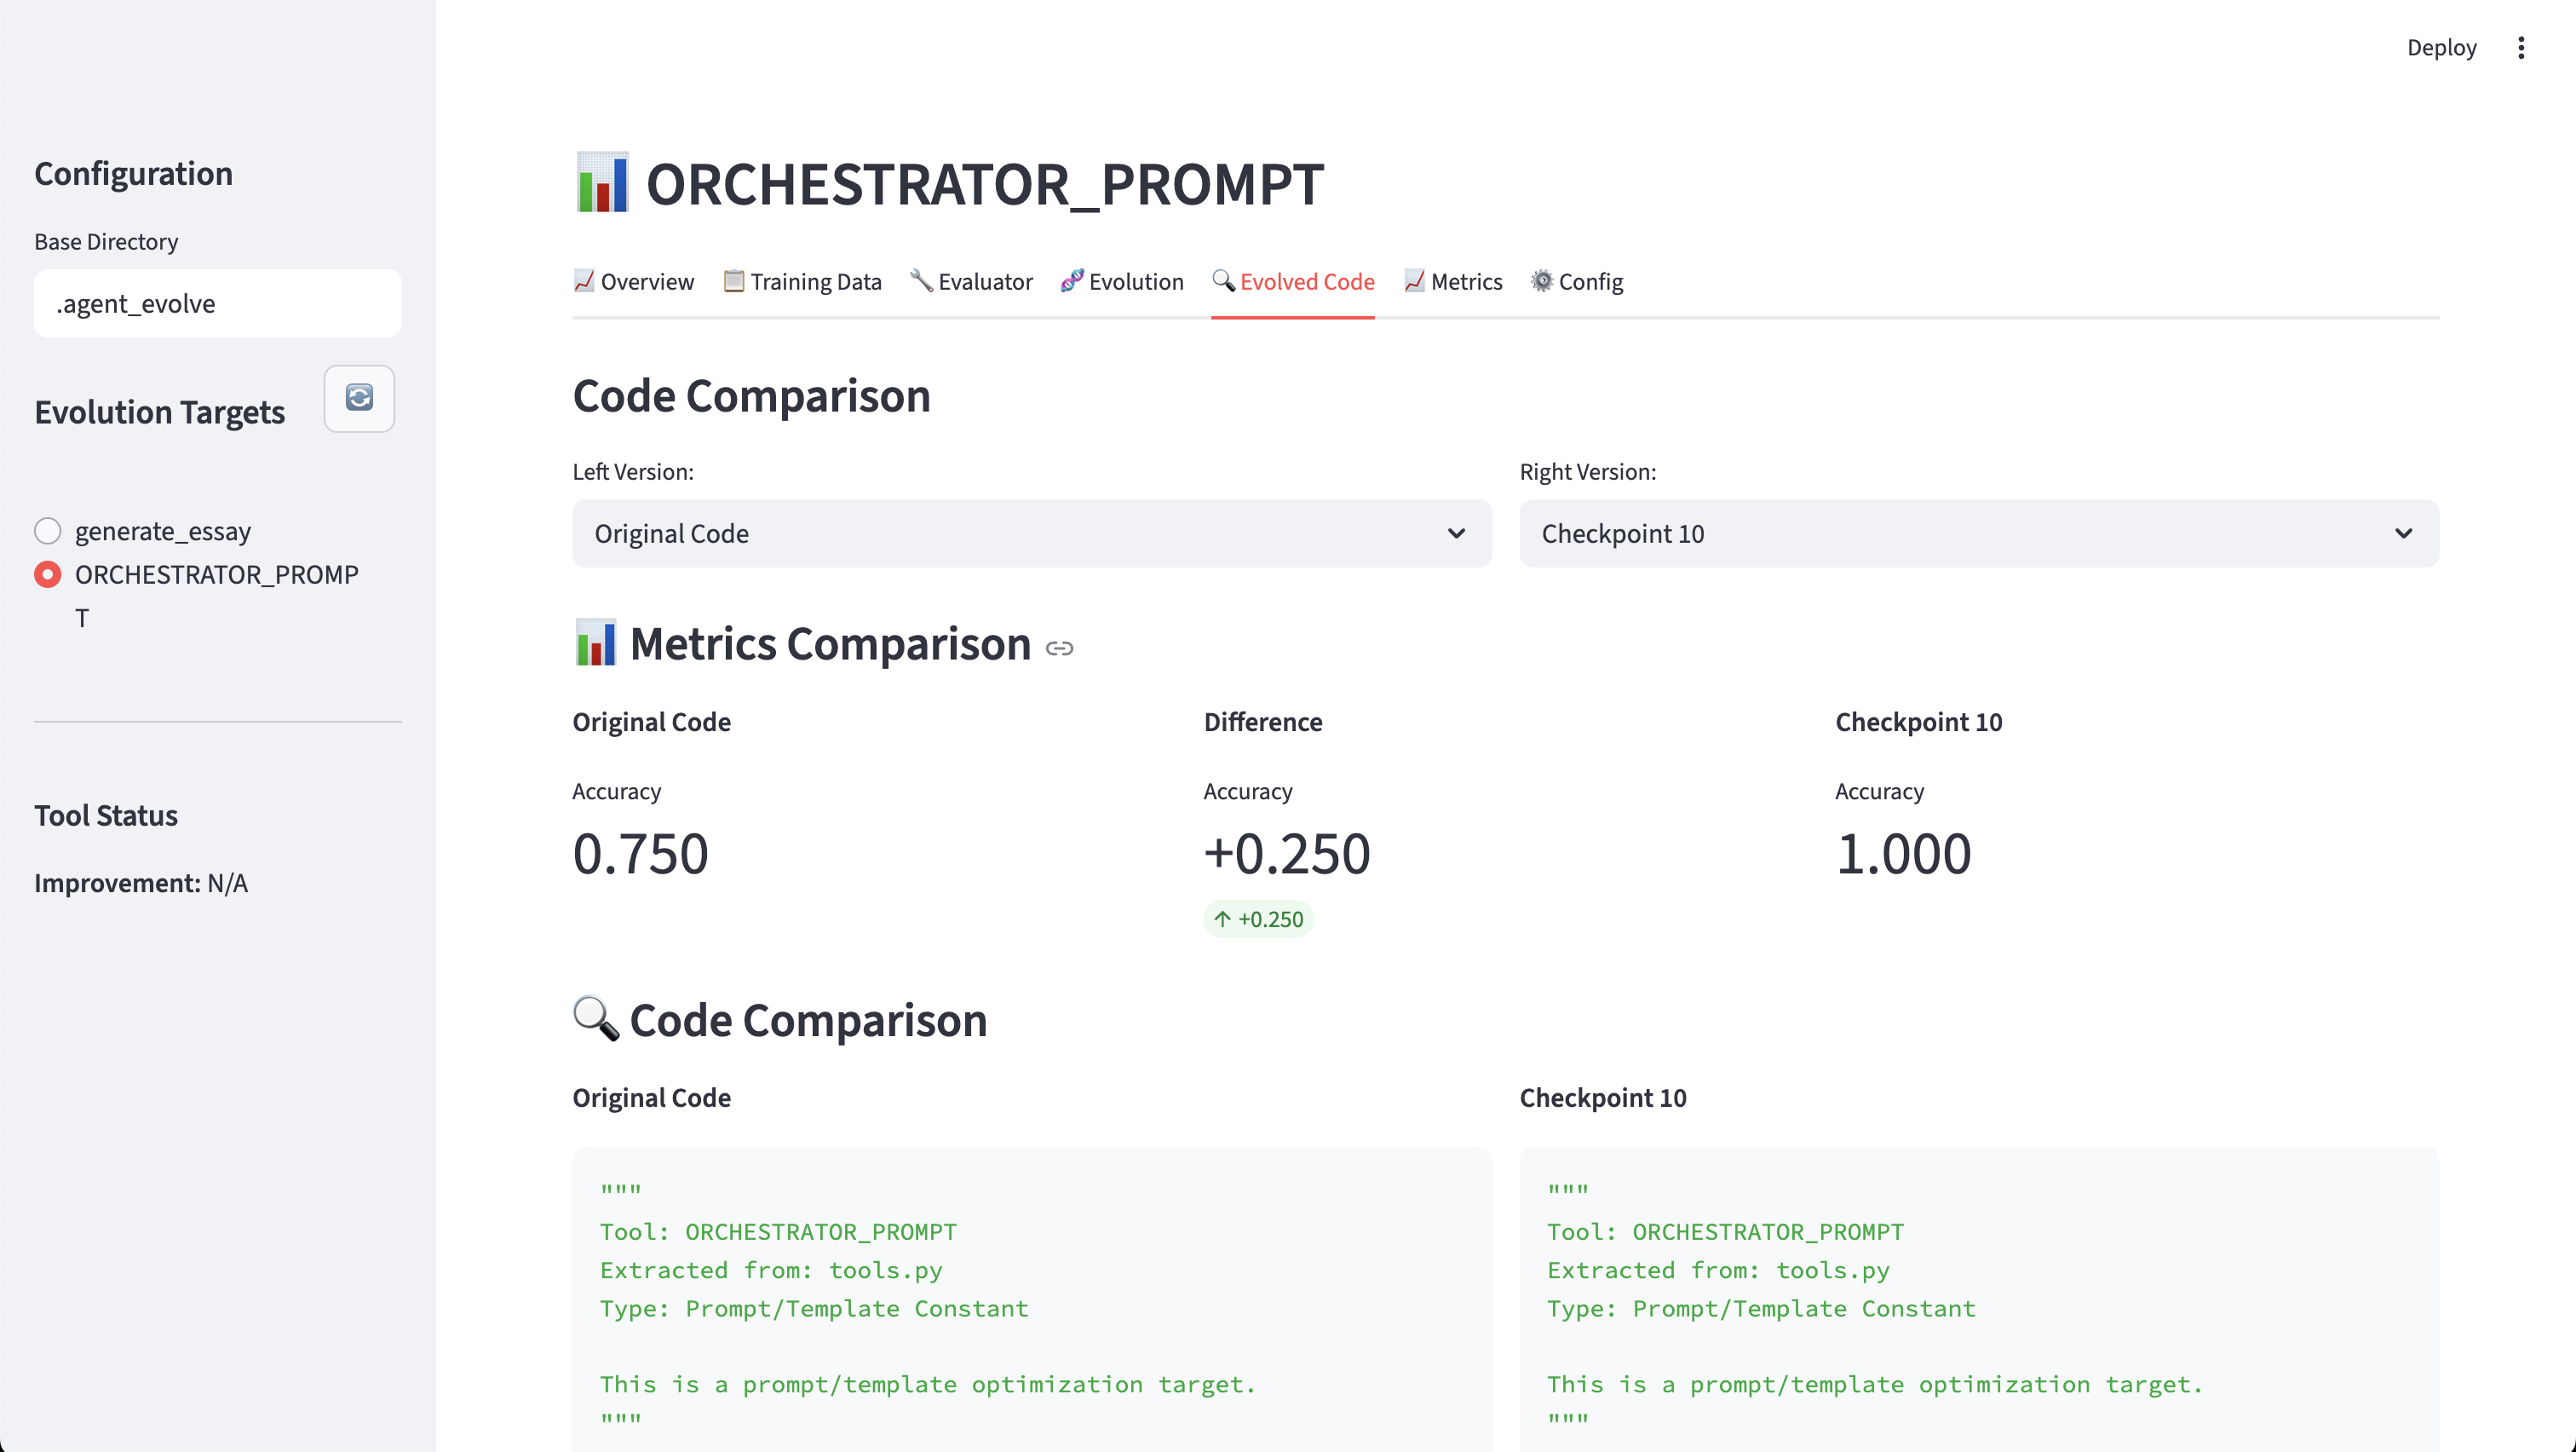 Deploy
Configuration
Base Directory
.agent_evolve
Evolution Targets
generate_essay
ORCHESTRATOR_PROMP
T
Tool Status
Improvement: N/A
ORCHESTRATOR_PROMPT
Overview Training Data Evaluator Evolution Evolved Code Metrics Config
Code Comparison
Left Version: Right Version:
Original Code Checkpoint 10
Metrics Comparison
Original Code Difference Checkpoint 10
Accuracy Accuracy Accuracy
0.750 +0.250 1.000
↑ +0.250
Code Comparison
Original Code
"""
Tool: ORCHESTRATOR_PROMPT
Extracted from: tools.py
Type: Prompt/Template Constant
This is a prompt/template optimization target.
"""
Checkpoint 10
"""
Tool: ORCHESTRATOR_PROMPT
Extracted from: tools.py
Type: Prompt/Template Constant
This is a prompt/template optimization target.
"""